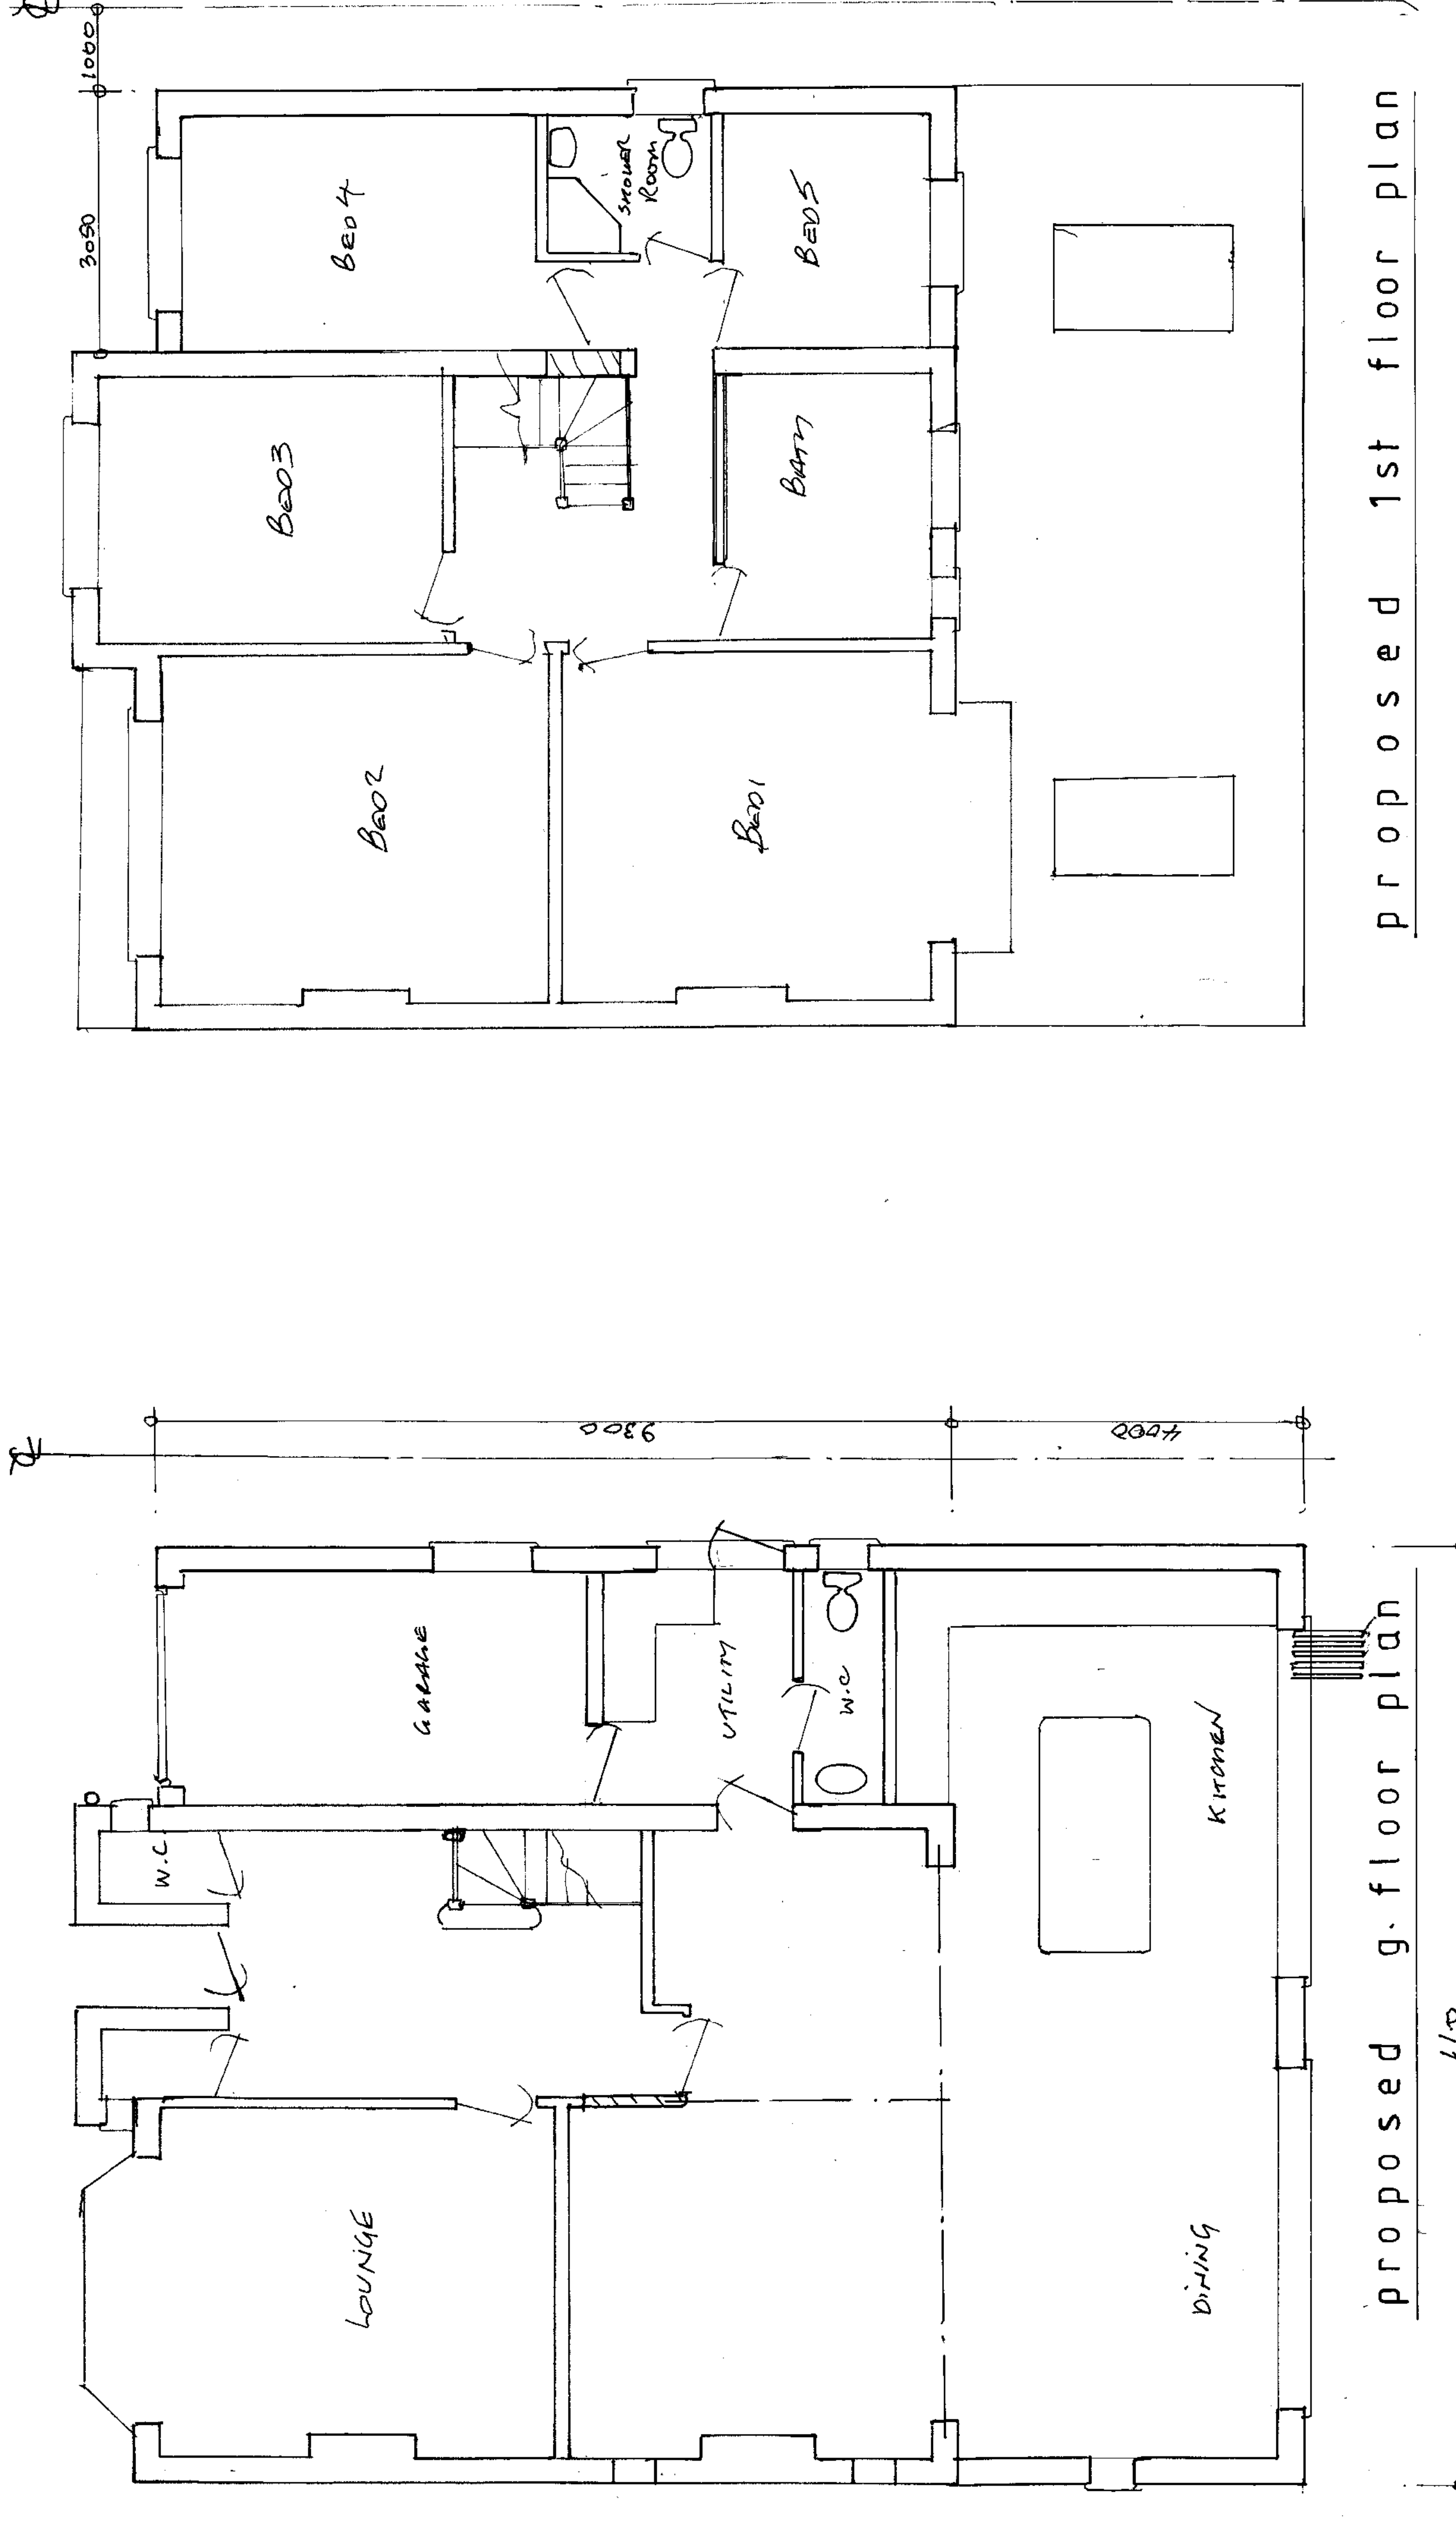 1000
3050
BED 4
SHOWER
ROOM
BED 5
BED 3
BATH
BED 2
BED 1
proposed 1st floor plan
9300
4000
GARAGE
UTILITY
W.C
W.C
KITCHEN
LOUNGE
DINING
proposed g. floor plan